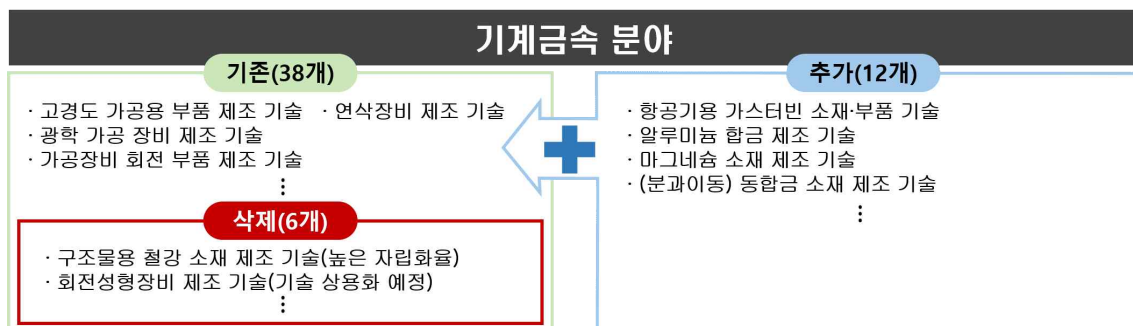 기계금속 분야
기존(38개)
· 고경도 가공용 부품 제조 기술 · 연삭장비 제조 기술
· 광학 가공 장비 제조 기술
· 가공장비 회전 부품 제조 기술
⋮
삭제(6개)
· 구조물용 철강 소재 제조 기술(높은 자립화율)
· 회전성형장비 제조 기술(기술 상용화 예정)
⋮
추가(12개)
· 항공기용 가스터빈 소재·부품 기술
· 알루미늄 합금 제조 기술
· 마그네슘 소재 제조 기술
· (분과이동) 동합금 소재 제조 기술
⋮